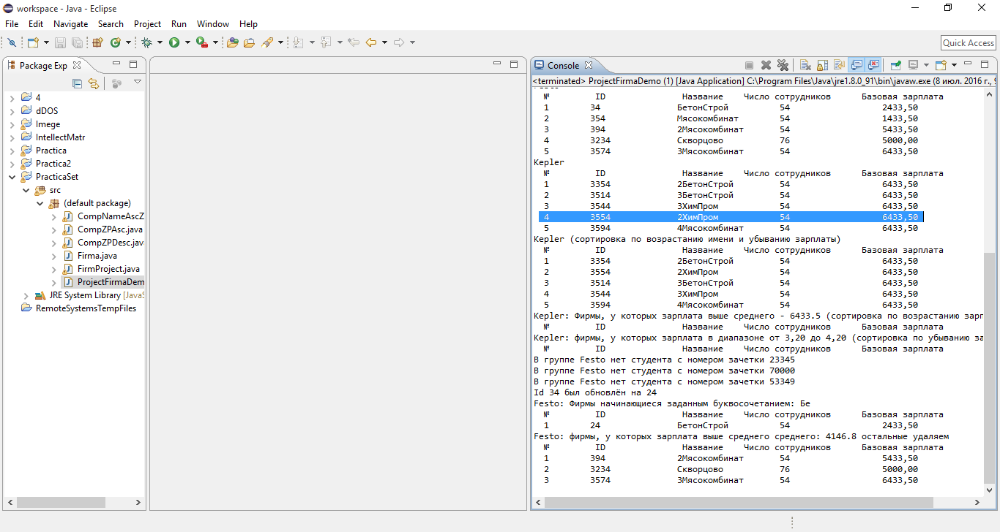 workspace - Java - Eclipse
File Edit Navigate Search Project Run Window Help
Quick Access
Package Exp
4
dDOS
Imege
IntellectMatr
Practica
Practica2
PracticaSet
src
(default package)
CompNameAscZ
CompZPAsc.java
CompZPDesc.jav
Firma.java
FirmProject.java
ProjectFirmaDem
JRE System Library [JavaS
RemoteSystemsTempFiles
Console
<terminated> ProjectFirmaDemo (1) [Java Application] C:\Program Files\Java\jre1.8.0_91\bin\javaw.exe (8 июл. 2016 г., 9
№ ID Название Число сотрудников Базовая зарплата
1 34 БетонСтрой 54 2433,50
2 354 Мясокомбинат 54 1433,50
3 394 2Мясокомбинат 54 5433,50
4 3234 Скворцово 76 5000,00
5 3574 3Мясокомбинат 54 6433,50
Kepler
№ ID Название Число сотрудников Базовая зарплата
1 3354 2БетонСтрой 54 6433,50
2 3514 3БетонСтрой 54 6433,50
3 3544 3ХимПром 54 6433,50
4 3554 2ХимПром 54 6433,50
5 3594 4Мясокомбинат 54 6433,50
Kepler (сортировка по возрастанию имени и убыванию зарплаты)
№ ID Название Число сотрудников Базовая зарплата
1 3354 2БетонСтрой 54 6433,50
2 3554 2ХимПром 54 6433,50
3 3514 3БетонСтрой 54 6433,50
4 3544 3ХимПром 54 6433,50
5 3594 4Мясокомбинат 54 6433,50
Kepler: Фирмы, у которых зарплата выше среднего - 6433.5 (сортировка по возрастанию зарп
№ ID Название Число сотрудников Базовая зарплата
Kepler: фирмы, у которых зарплата в диапазоне от 3,20 до 4,20 (сортировка по убыванию за
№ ID Название Число сотрудников Базовая зарплата
В группе Festo нет студента с номером зачетки 23345
В группе Festo нет студента с номером зачетки 70000
В группе Festo нет студента с номером зачетки 53349
Id 34 был обновлён на 24
Festo: Фирмы начинающиеся заданным буквосочетанием: Бе
№ ID Название Число сотрудников Базовая зарплата
1 24 БетонСтрой 54 2433,50
Festo: фирмы, у которых зарплата выше среднего среднего: 4146.8 остальные удаляем
№ ID Название Число сотрудников Базовая зарплата
1 394 2Мясокомбинат 54 5433,50
2 3234 Скворцово 76 5000,00
3 3574 3Мясокомбинат 54 6433,50